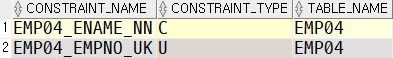 CONSTRAINT_NAME CONSTRAINT_TYPE TABLE_NAME
1 EMP04_ENAME_NN C EMP04
2 EMP04_EMPNO_UK U EMP04